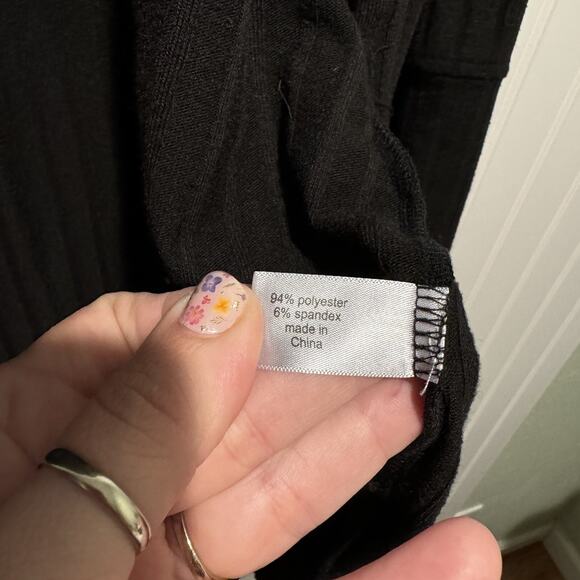 94% polyester
6% spandex
made in
China